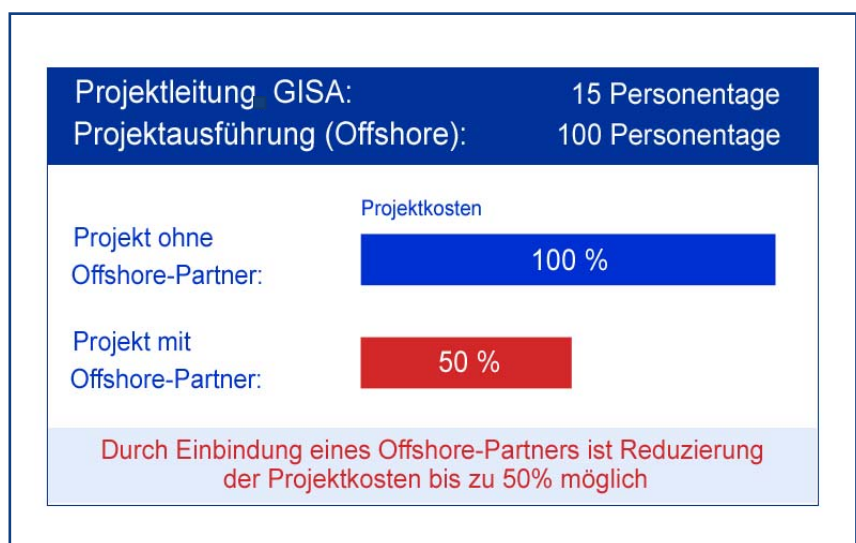 Projektleitung GISA: 15 Personentage
Projektausführung (Offshore): 100 Personentage
Projektkosten
Projekt ohne
Offshore-Partner:
100 %
Projekt mit
Offshore-Partner:
50 %
Durch Einbindung eines Offshore-Partners ist Reduzierung
der Projektkosten bis zu 50% möglich